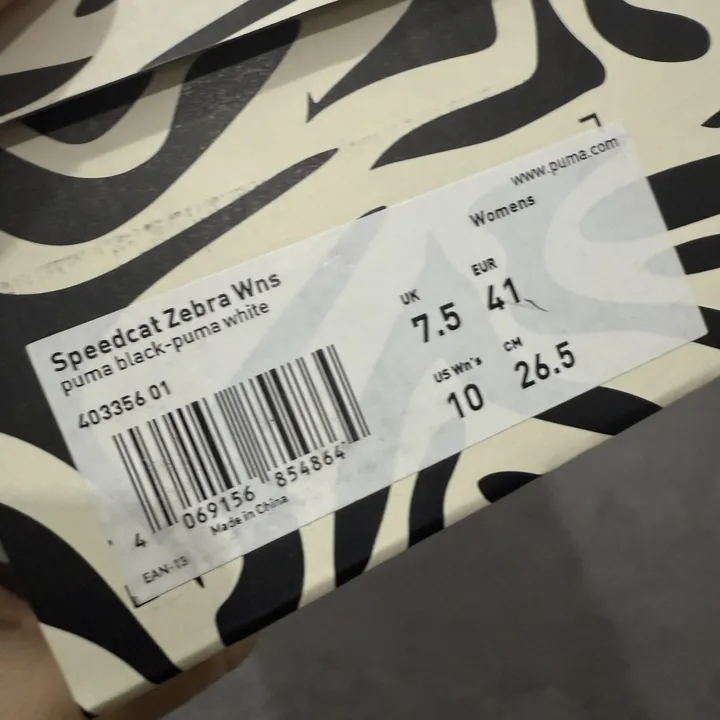 www.puma.com
Womens
Speedcat Zebra Wns
puma black-puma white
403356 01
UK
7.5
EUR
41
US Wn's
10
CM
26.5
4 069156 854864
Made in China
EAN-13